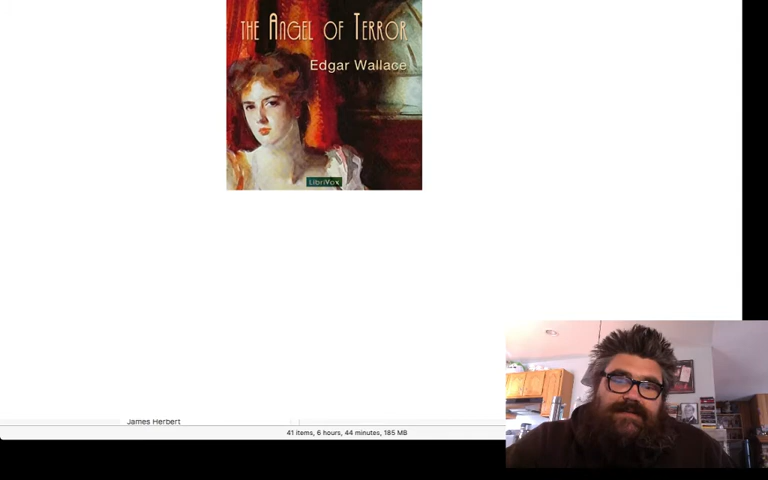 THE ANGEL OF TERROR
Edgar Wallace
LibriVox
James Herbert
41 items, 6 hours, 44 minutes, 185 MB